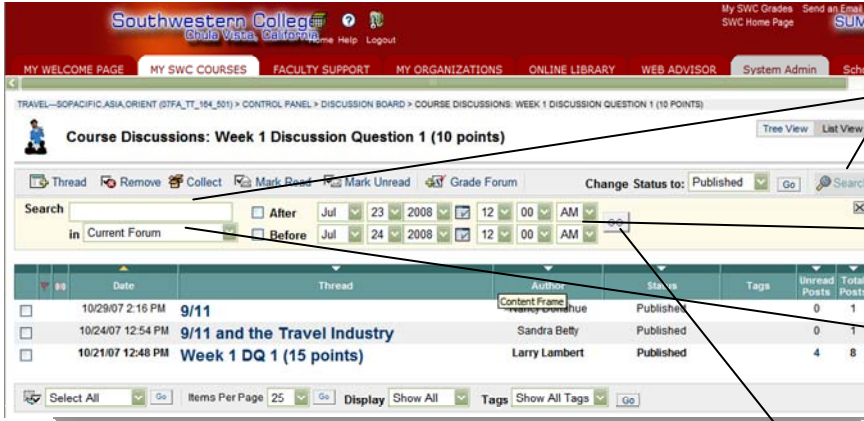 My SWC Grades Send an Email
SWC Home Page SUM
Southwestern College
Chula Vista, California
Home Help Logout
MY WELCOME PAGE MY SWC COURSES FACULTY SUPPORT MY ORGANIZATIONS ONLINE LIBRARY WEB ADVISOR System Admin Scho
TRAVEL---SOPACIFIC,ASIA,ORIENT (07FA_TT_164_501) > CONTROL PANEL > DISCUSSION BOARD > COURSE DISCUSSIONS: WEEK 1 DISCUSSION QUESTION 1 (10 POINTS)
Course Discussions: Week 1 Discussion Question 1 (10 points)
Tree View List View
Thread Remove Collect Mark Read Mark Unread Grade Forum Change Status to: Published Go Search
Search After Jul 23 2008 12 00 AM GO
in Current Forum Before Jul 24 2008 12 00 AM
Date Thread Author Status Tags Unread Posts Total Posts
Content Frame
10/29/07 2:16 PM 9/11 Nancy Donahue Published 0 1
10/24/07 12:54 PM 9/11 and the Travel Industry Sandra Betty Published 0 1
10/21/07 12:48 PM Week 1 DQ 1 (15 points) Larry Lambert Published 4 8
Select All Go Items Per Page 25 Go Display Show All Tags Show All Tags Go